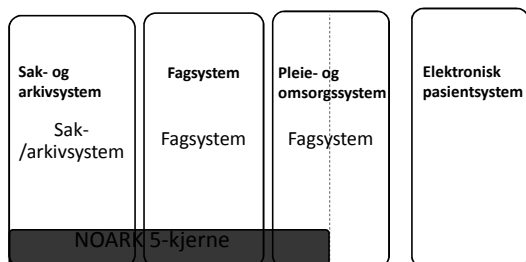 Sak- og
arkivsystem
Sak-
/arkivsystem
Fagsystem
Fagsystem
Pleie- og
omsorgssystem
Fagsystem
Elektronisk
pasientsystem
NOARK 5-kjerne